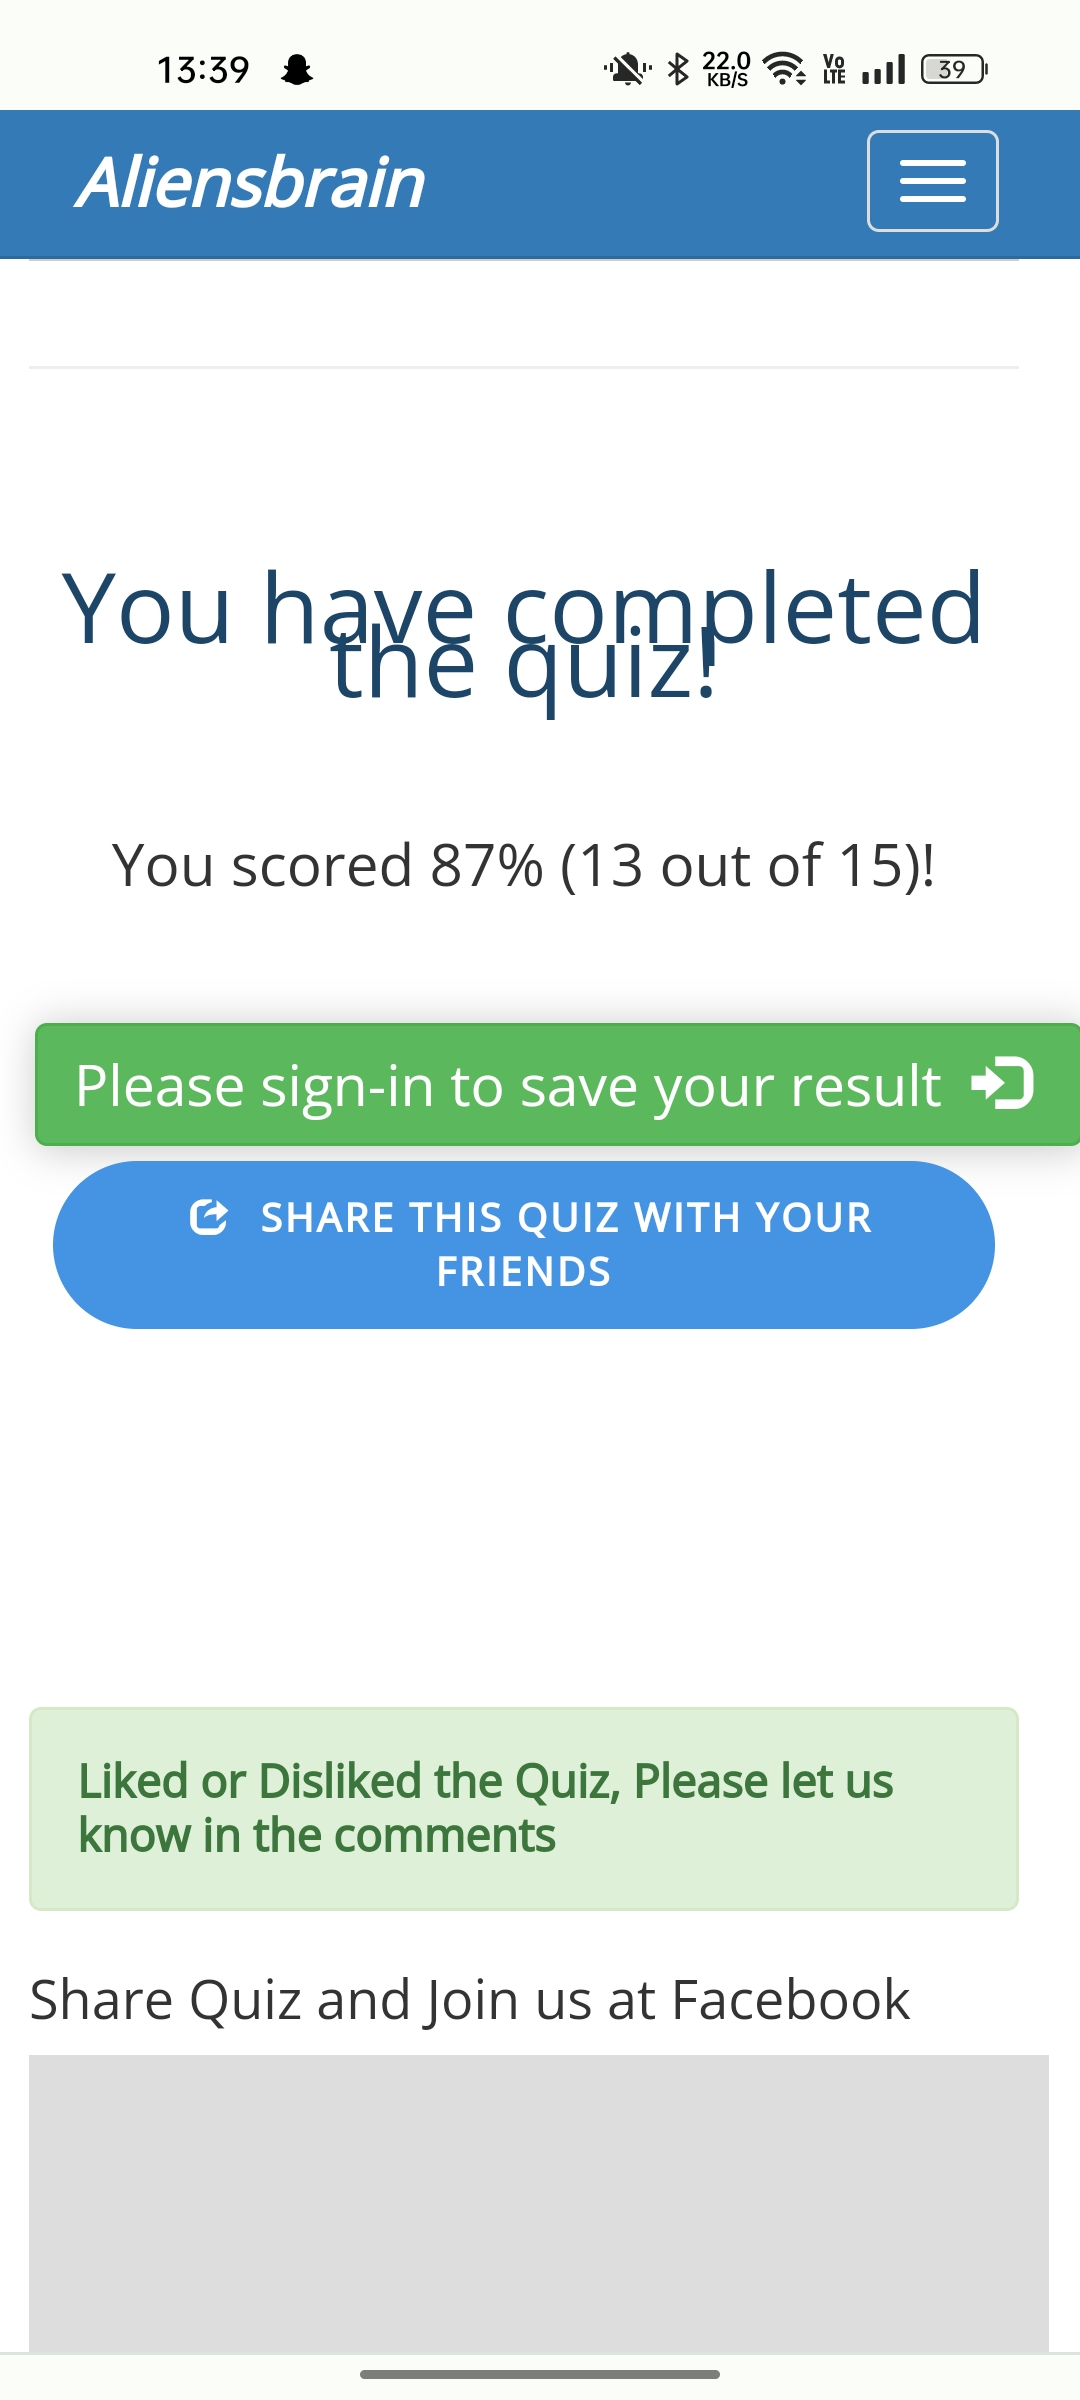 13:39
22.0
KB/S
Vo
LTE
39
Aliensbrain
You have completed
the quiz!
You scored 87% (13 out of 15)!
Please sign-in to save your result
SHARE THIS QUIZ WITH YOUR
FRIENDS
Liked or Disliked the Quiz, Please let us
know in the comments
Share Quiz and Join us at Facebook